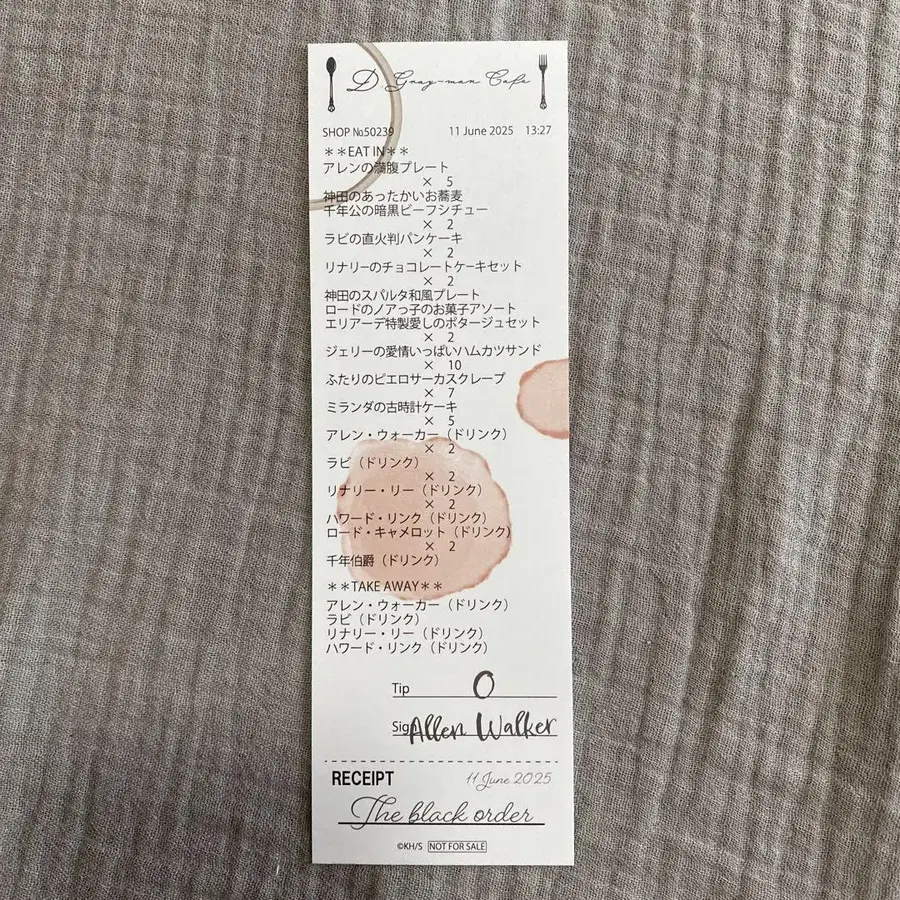 D.Gray-man Cafe
SHOP №50239 11 June 2025 13:27
＊＊EAT IN＊＊
アレンの満腹プレート
× 5
神田のあったかいお蕎麦
千年公の暗黒ビーフシチュー
× 2
ラビの直火判パンケーキ
× 2
リナリーのチョコレートケーキセット
× 2
神田のスパルタ和風プレート
ロードのノアっ子のお菓子アソート
エリアーデ特製愛しのポタージュセット
× 2
ジェリーの愛情いっぱいハムカツサンド
× 10
ふたりのピエロサーカスクレープ
× 7
ミランダの古時計ケーキ
× 5
アレン・ウォーカー（ドリンク）
× 2
ラビ（ドリンク）
× 2
リナリー・リー（ドリンク）
× 2
ハワード・リンク（ドリンク）
ロード・キャメロット（ドリンク）
× 2
千年伯爵（ドリンク）
＊＊TAKE AWAY＊＊
アレン・ウォーカー（ドリンク）
ラビ（ドリンク）
リナリー・リー（ドリンク）
ハワード・リンク（ドリンク）
Tip 0
Sign Allen Walker
RECEIPT 11 June 2025
The black order
©KH/S NOT FOR SALE